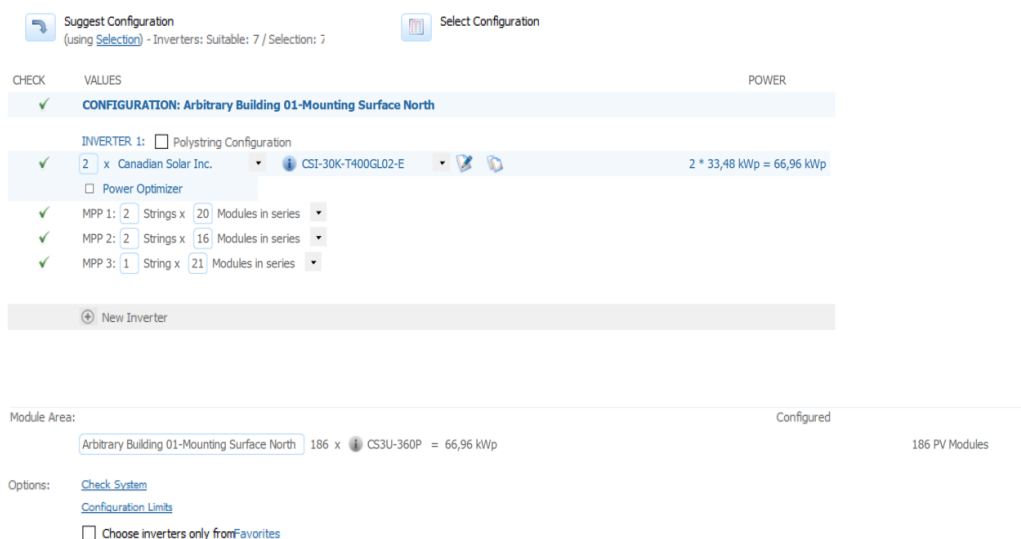 Suggest Configuration
Select Configuration
(using Selection) - Inverters: Suitable: 7 / Selection: 7
CHECK VALUES POWER
CONFIGURATION: Arbitrary Building 01-Mounting Surface North
INVERTER 1: Polystring Configuration
2 x Canadian Solar Inc. CSI-30K-T400GL02-E 2 * 33,48 kWp = 66,96 kWp
Power Optimizer
MPP 1: 2 Strings x 20 Modules in series
MPP 2: 2 Strings x 16 Modules in series
MPP 3: 1 String x 21 Modules in series
New Inverter
Module Area: Configured
Arbitrary Building 01-Mounting Surface North 186 x CS3U-360P = 66,96 kWp 186 PV Modules
Options: Check System
Configuration Limits
Choose inverters only fromFavorites